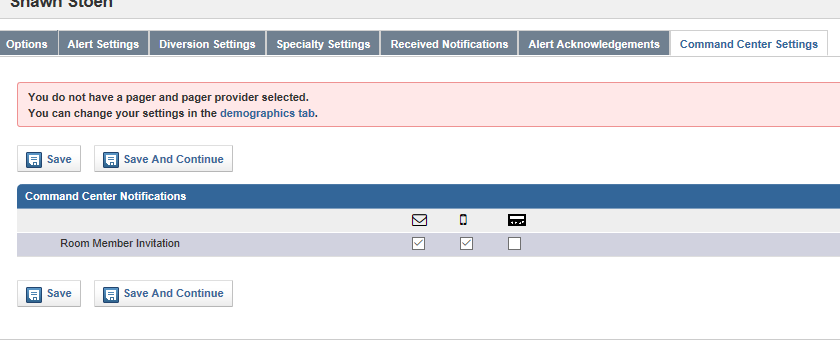 Shawn Stoen
Options Alert Settings Diversion Settings Specialty Settings Received Notifications Alert Acknowledgements Command Center Settings
You do not have a pager and pager provider selected.
You can change your settings in the demographics tab.
Save Save And Continue
Command Center Notifications
Room Member Invitation
Save Save And Continue